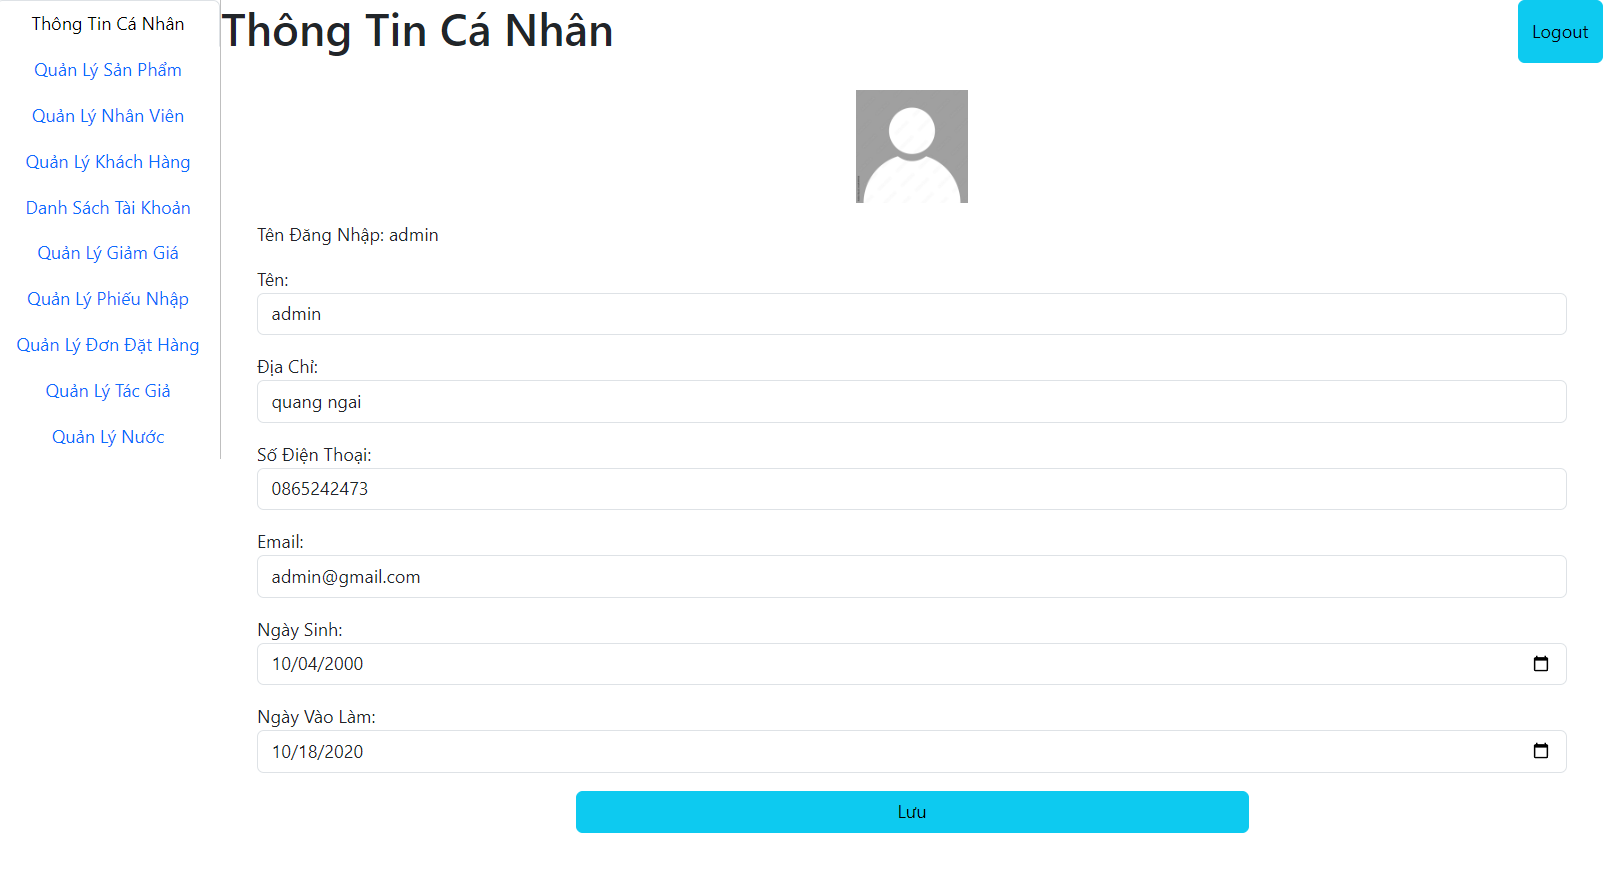 Thông Tin Cá Nhân
Quản Lý Sản Phẩm
Quản Lý Nhân Viên
Quản Lý Khách Hàng
Danh Sách Tài Khoản
Quản Lý Giảm Giá
Quản Lý Phiếu Nhập
Quản Lý Đơn Đặt Hàng
Quản Lý Tác Giả
Quản Lý Nước
Thông Tin Cá Nhân
Logout
Tên Đăng Nhập: admin
Tên:
admin
Địa Chỉ:
quang ngai
Số Điện Thoại:
0865242473
Email:
admin@gmail.com
Ngày Sinh:
10/04/2000
Ngày Vào Làm:
10/18/2020
Lưu